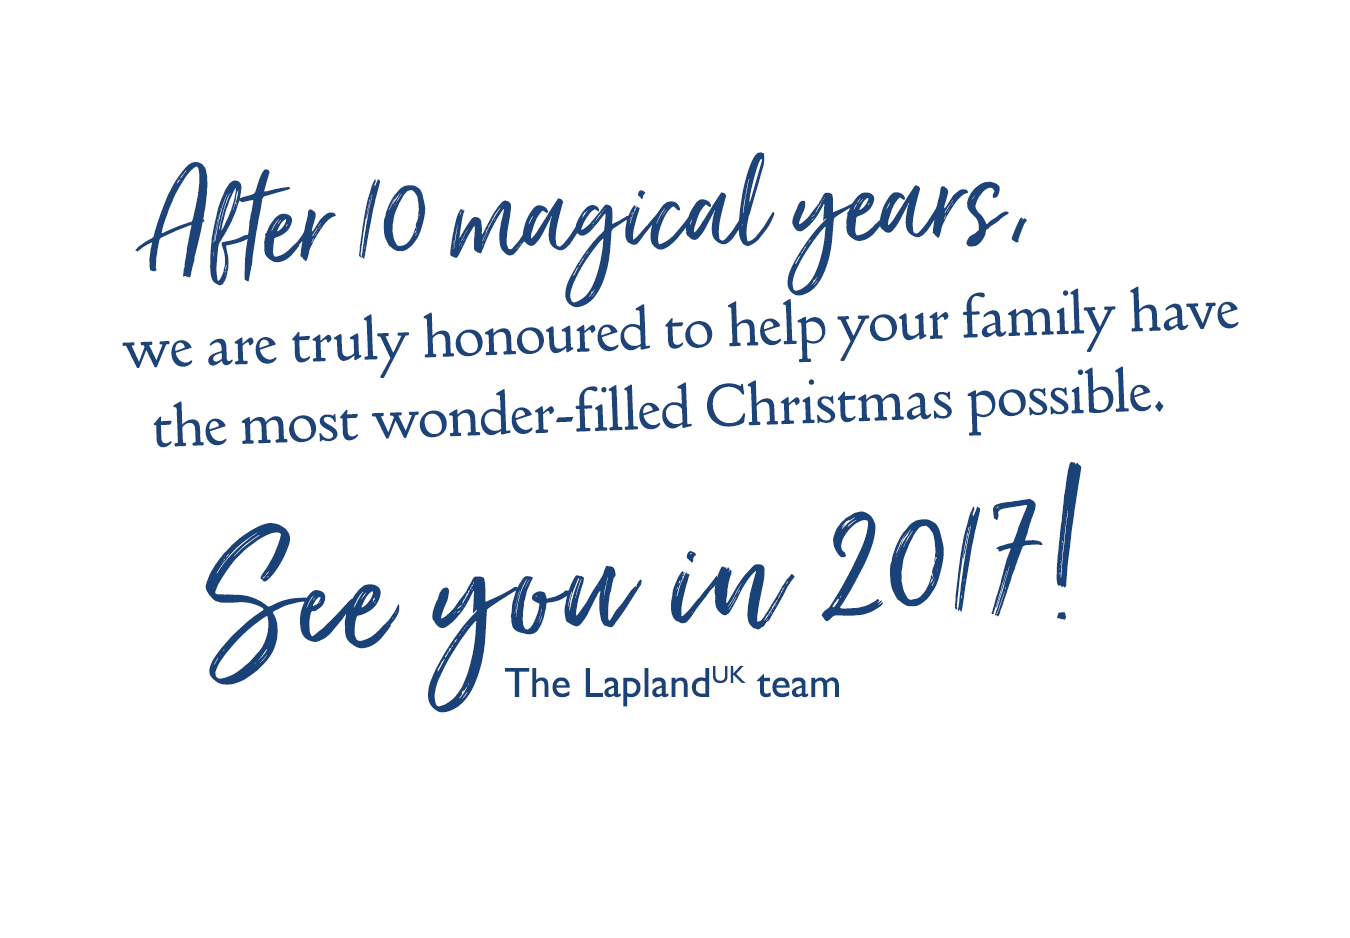 After 10 magical years,
we are truly honoured to help your family have
the most wonder-filled Christmas possible.
See you in 2017!
The LaplandUK team